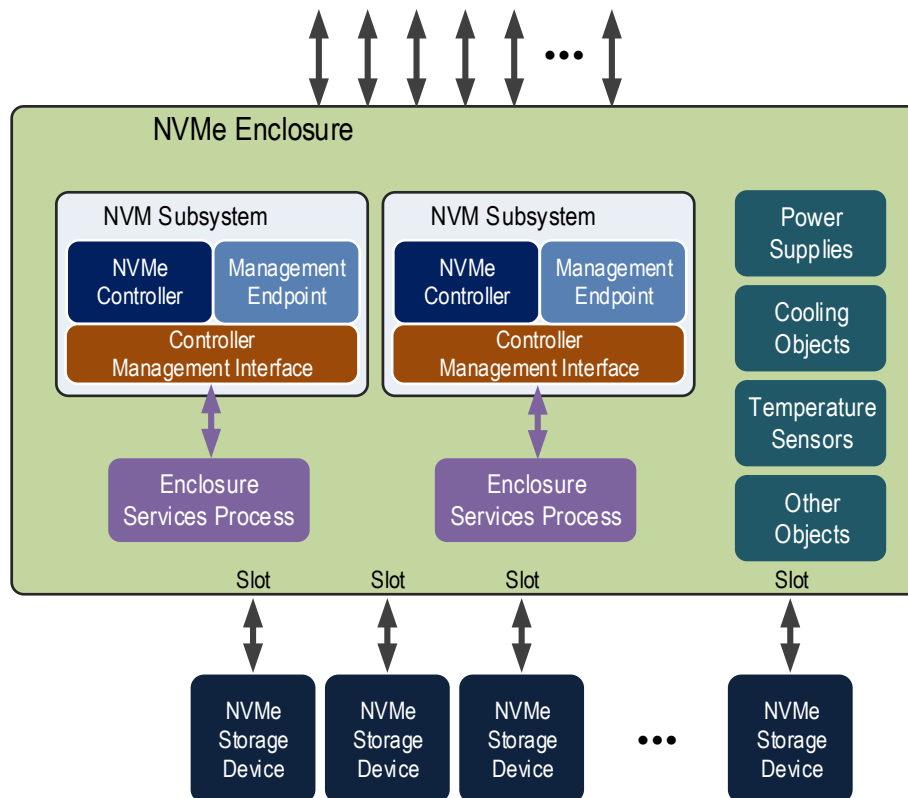 •••
NVMe Enclosure
NVM Subsystem
NVMe
Controller
Management
Endpoint
Controller
Management Interface
Enclosure
Services Process
NVM Subsystem
NVMe
Controller
Management
Endpoint
Controller
Management Interface
Enclosure
Services Process
Power
Supplies
Cooling
Objects
Temperature
Sensors
Other
Objects
Slot
Slot
Slot
Slot
NVMe
Storage
Device
NVMe
Storage
Device
NVMe
Storage
Device
•••
NVMe
Storage
Device